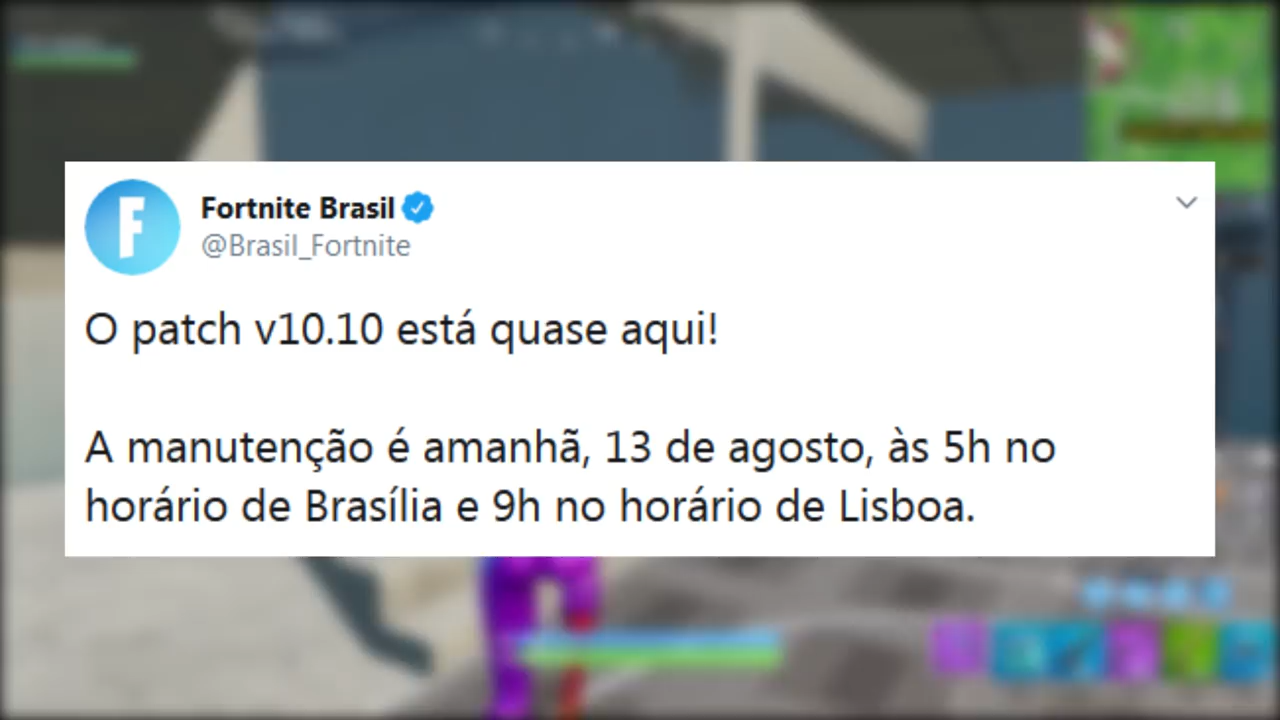 Fortnite Brasil
@Brasil_Fortnite
O patch v10.10 está quase aqui!
A manutenção é amanhã, 13 de agosto, às 5h no
horário de Brasília e 9h no horário de Lisboa.